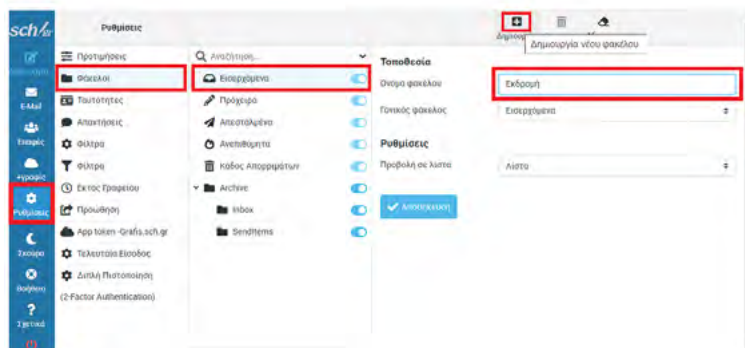 sch
Ρυθμίσεις
Δημιουργία νέου φακέλου
E-Mail
Επαφές
Ρυθμίσεις
Σκούρο
Βοήθεια
Σχετικά
Προτιμήσεις
Φάκελοι
Ταυτότητες
Απαντήσεις
Φίλτρα
Φίλτρα
Εκτός Γραφείου
Προώθηση
App token -Grafis.sch.gr
Τελευταία Είσοδος
Διπλή Πιστοποίηση
(2-Factor Authentication)
Αναζήτηση...
Εισερχόμενα
Πρόχειρα
Απεσταλμένα
Ανεπιθύμητα
Κάδος Απορριμμάτων
Archive
Inbox
SendItems
Τοποθεσία
Όνομα φακέλου
Εκδρομή
Γονικός φάκελος
Εισερχόμενα
Ρυθμίσεις
Προβολή σε λίστα
Λίστα
Αποθήκευση